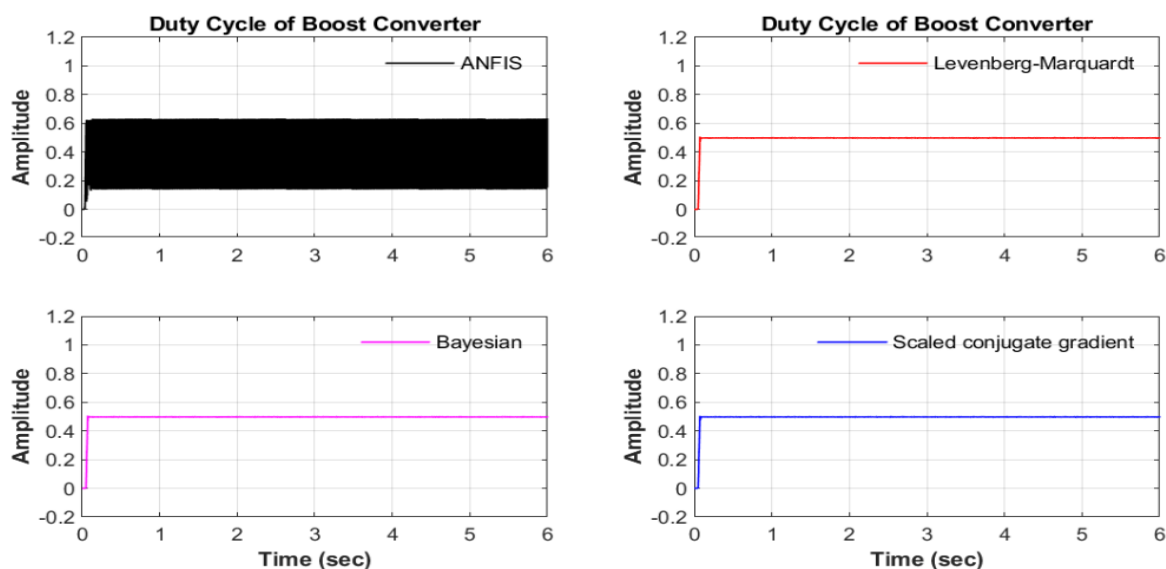 Duty Cycle of Boost Converter
1.2
1
0.8
0.6
0.4
0.2
0
-0.2
Amplitude
ANFIS
0 1 2 3 4 5 6
Duty Cycle of Boost Converter
1.2
1
0.8
0.6
0.4
0.2
0
-0.2
Amplitude
Levenberg-Marquardt
0 1 2 3 4 5 6
1.2
1
0.8
0.6
0.4
0.2
0
-0.2
Amplitude
Bayesian
0 1 2 3 4 5 6
Time (sec)
1.2
1
0.8
0.6
0.4
0.2
0
-0.2
Amplitude
Scaled conjugate gradient
0 1 2 3 4 5 6
Time (sec)